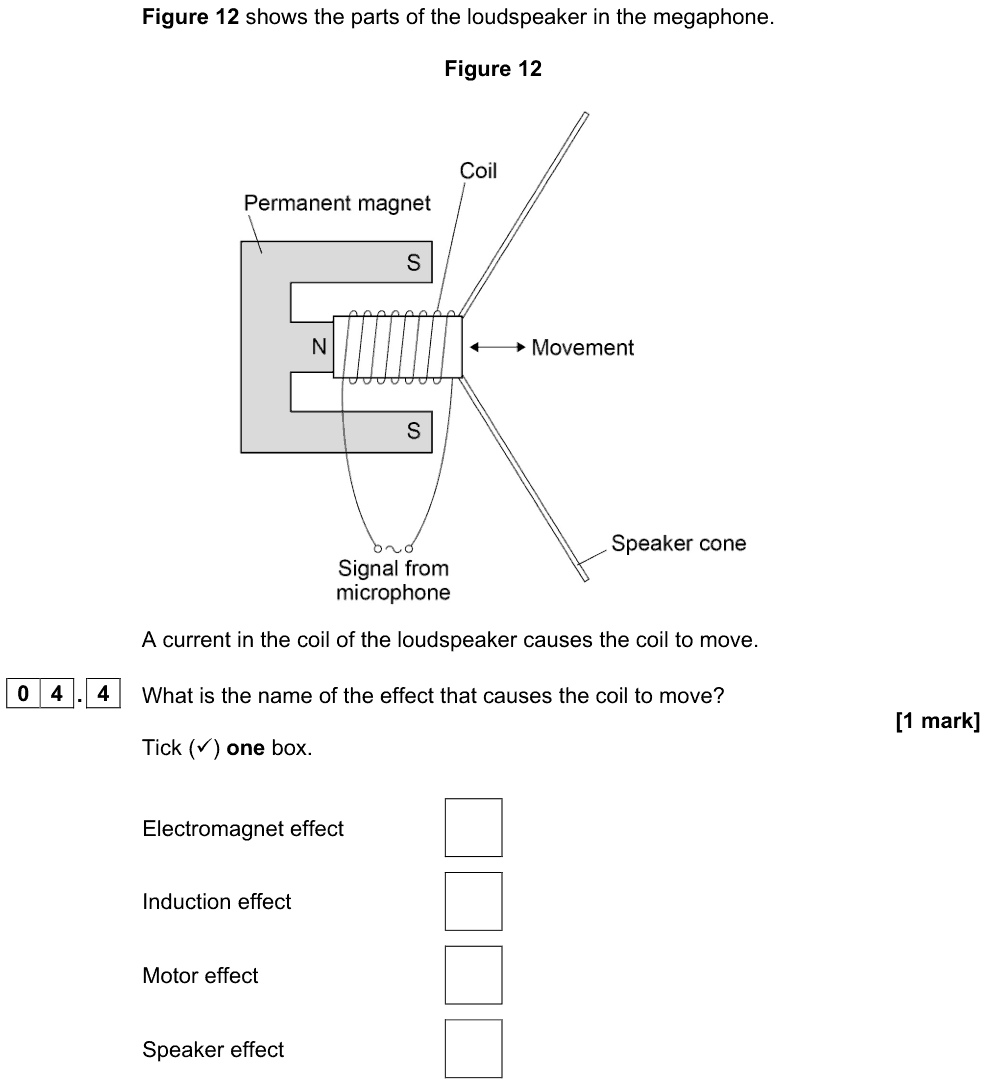 Figure 12 shows the parts of the loudspeaker in the megaphone.
Figure 12
Coil
Permanent magnet
S
N
Movement
S
Speaker cone
Signal from
microphone
A current in the coil of the loudspeaker causes the coil to move.
0 4 . 4 What is the name of the effect that causes the coil to move?
[1 mark]
Tick (✓) one box.
Electromagnet effect
Induction effect
Motor effect
Speaker effect